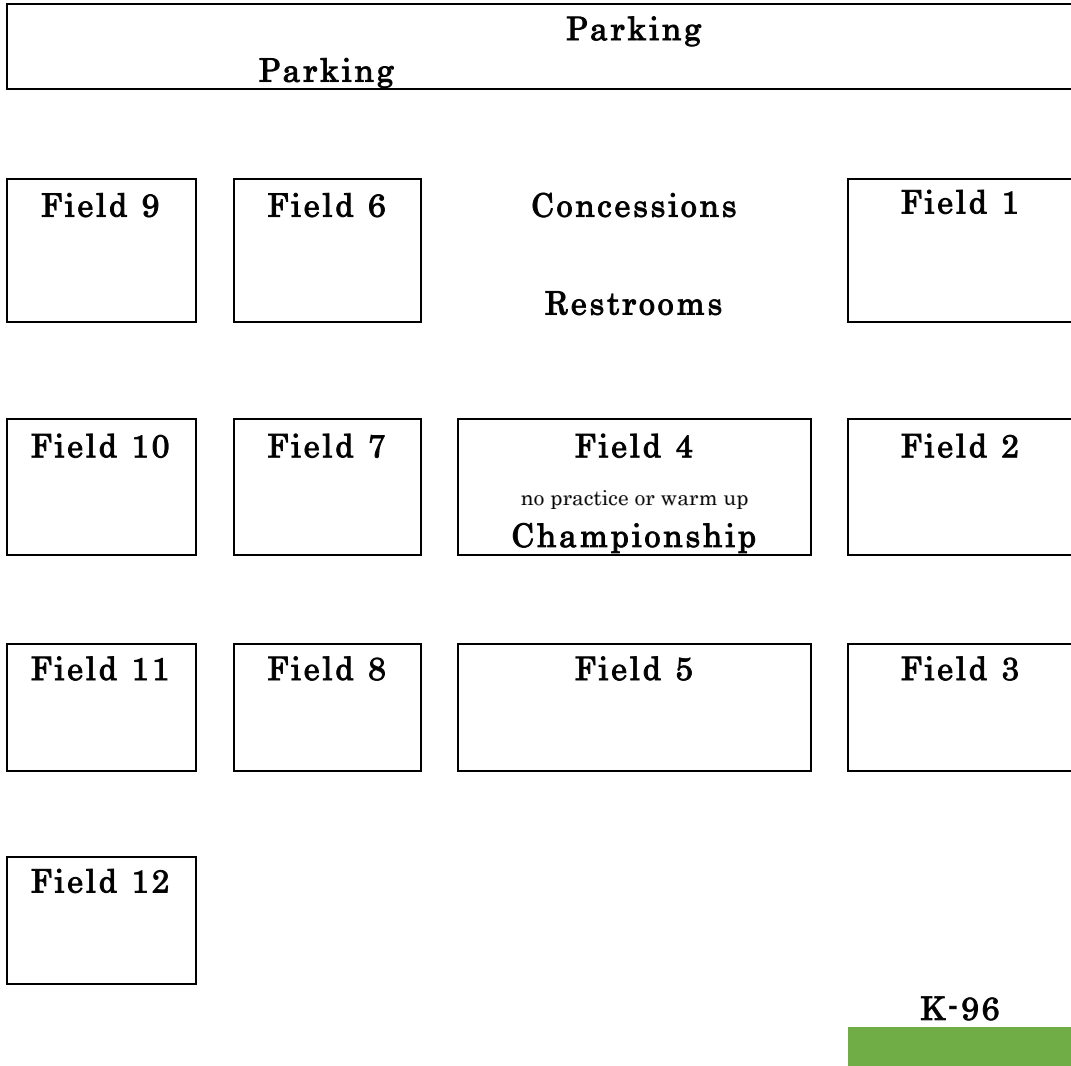 Parking
Parking
Field 9
Field 6
Concessions
Field 1
Restrooms
Field 10
Field 7
Field 4
Field 2
no practice or warm up
Championship
Field 11
Field 8
Field 5
Field 3
Field 12
K-96